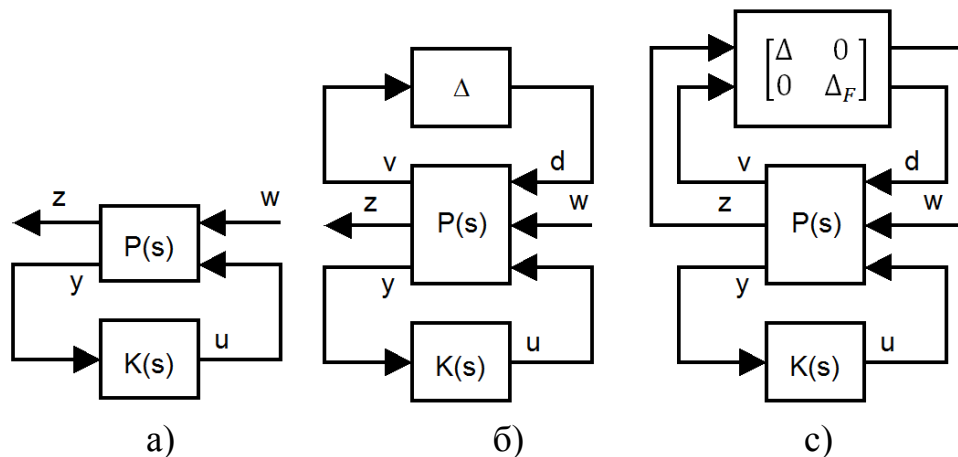 z
w
P(s)
y
u
K(s)
а)
Δ
v
d
z
w
P(s)
y
u
K(s)
б)
Δ 0
0 Δ_F
v
d
z
w
P(s)
y
u
K(s)
с)